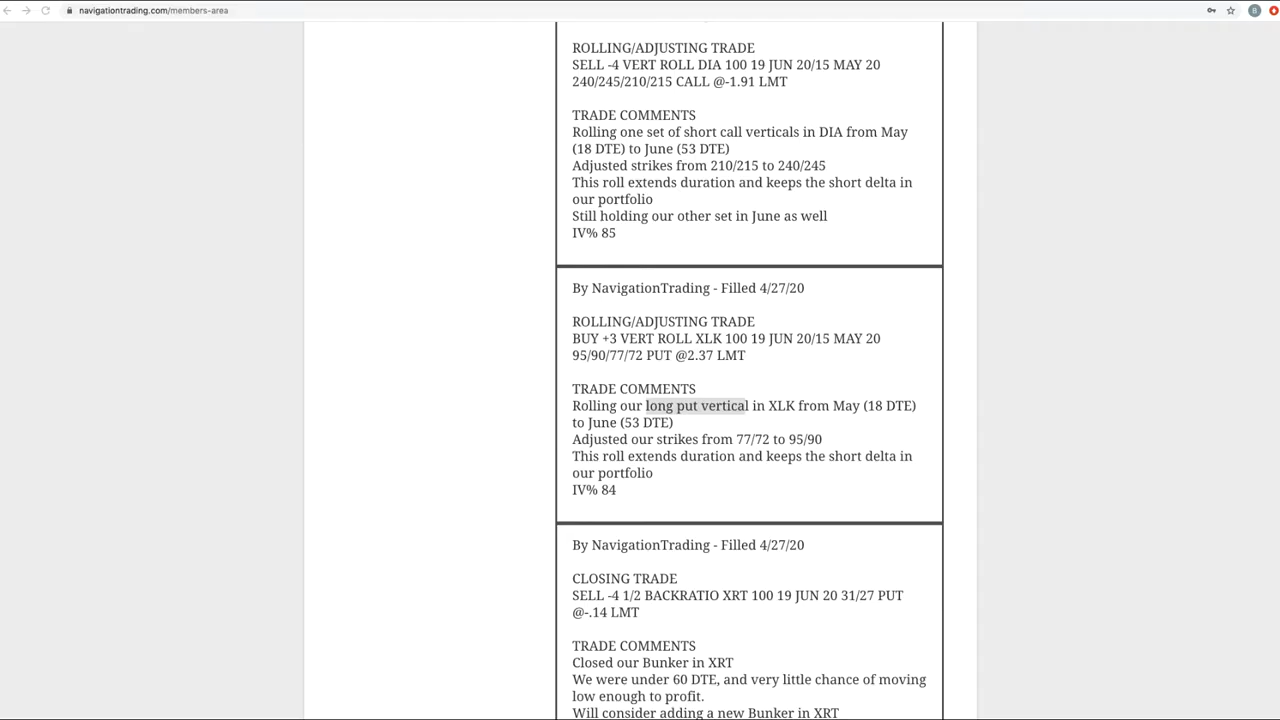 navigationtrading.com/members-area
B
ROLLING/ADJUSTING TRADE
SELL -4 VERT ROLL DIA 100 19 JUN 20/15 MAY 20
240/245/210/215 CALL @-1.91 LMT
TRADE COMMENTS
Rolling one set of short call verticals in DIA from May
(18 DTE) to June (53 DTE)
Adjusted strikes from 210/215 to 240/245
This roll extends duration and keeps the short delta in
our portfolio
Still holding our other set in June as well
IV% 85
By NavigationTrading - Filled 4/27/20
ROLLING/ADJUSTING TRADE
BUY +3 VERT ROLL XLK 100 19 JUN 20/15 MAY 20
95/90/77/72 PUT @2.37 LMT
TRADE COMMENTS
Rolling our long put vertical in XLK from May (18 DTE)
to June (53 DTE)
Adjusted our strikes from 77/72 to 95/90
This roll extends duration and keeps the short delta in
our portfolio
IV% 84
By NavigationTrading - Filled 4/27/20
CLOSING TRADE
SELL -4 1/2 BACKRATIO XRT 100 19 JUN 20 31/27 PUT
@-.14 LMT
TRADE COMMENTS
Closed our Bunker in XRT
We were under 60 DTE, and very little chance of moving
low enough to profit.
Will consider adding a new Bunker in XRT